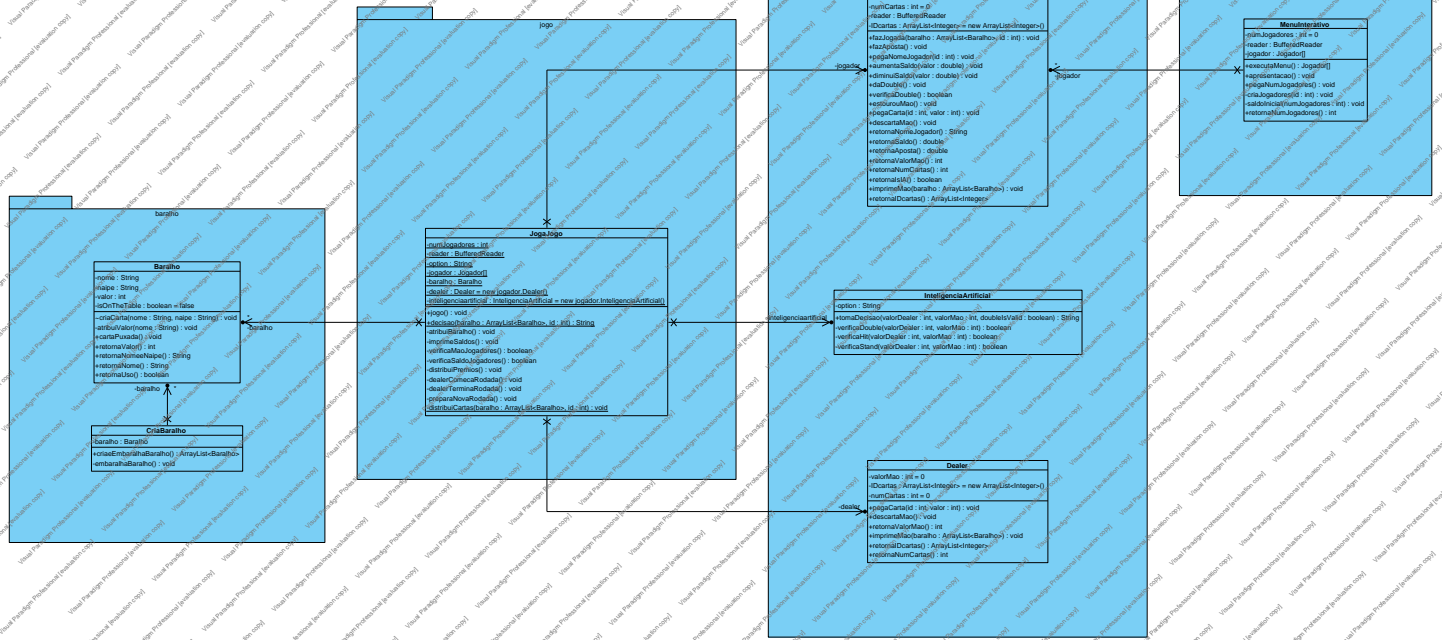 baralho
Baralho
-nome : String
-naipe : String
-valor : int
-isOnTheTable : boolean = false
-criaCarta(nome : String, naipe : String) : void
-atribuiValor(nome : String) : void
+cartaPuxada() : void
+retornaValor() : int
+retornaNomeeNaipe() : String
+retornaNome() : String
+retornaUso() : boolean
-baralho
*
CriaBaralho
-baralho : Baralho
+criaeEmbaralhaBaralho() : ArrayList<Baralho>
-embaralhaBaralho() : void
*
-baralho
jogo
JogaJogo
-numJogadores : int
-reader : BufferedReader
-option : String
-jogador : Jogador[]
-baralho : Baralho
-dealer : Dealer = new jogador.Dealer()
-inteligenciaartificial : InteligenciaArtificial = new jogador.InteligenciaArtificial()
+jogo() : void
+decisao(baralho : ArrayList<Baralho>, id : int) : String
-atribuiBaralho() : void
-imprimeSaldos() : void
-verificaMaoJogadores() : boolean
-verificaSaldoJogadores() : boolean
-distribuiPremios() : void
-dealerComecaRodada() : void
-dealerTerminaRodada() : void
-preparaNovaRodada() : void
-distribuiCartas(baralho : ArrayList<Baralho>, id : int) : void
-jogador
-inteligenciaartificial
-dealer
-numCartas : int = 0
-reader : BufferedReader
-IDcartas : ArrayList<Integer> = new ArrayList<Integer>()
+fazJogada(baralho : ArrayList<Baralho>, id : int) : void
+fazAposta() : void
+pegaNomeJogador(id : int) : void
+aumentaSaldo(valor : double) : void
+diminuiSaldo(valor : double) : void
+daDouble() : void
+verificaDouble() : boolean
+estourouMao() : void
+pegaCarta(id : int, valor : int) : void
+descartaMao() : void
+retornaNomeJogador() : String
+retornaSaldo() : double
+retornaAposta() : double
+retornaValorMao() : int
+retornaNumCartas() : int
+retornaIsIA() : boolean
+imprimeMao(baralho : ArrayList<Baralho>) : void
+retornaIDcartas() : ArrayList<Integer>
InteligenciaArtificial
-option : String
+tomaDecisao(valorDealer : int, valorMao : int, doubleIsValid : boolean) : String
-verificaDouble(valorDealer : int, valorMao : int) : boolean
-verificaHit(valorDealer : int, valorMao : int) : boolean
-verificaStand(valorDealer : int, valorMao : int) : boolean
Dealer
-valorMao : int = 0
-IDcartas : ArrayList<Integer> = new ArrayList<Integer>()
-numCartas : int = 0
+pegaCarta(id : int, valor : int) : void
+descartaMao() : void
+retornaValorMao() : int
+imprimeMao(baralho : ArrayList<Baralho>) : void
+retornaIDcartas() : ArrayList<Integer>
+retornaNumCartas() : int
*
-jogador
MenuInterativo
-numJogadores : int = 0
-reader : BufferedReader
-jogador : Jogador[]
+executaMenu() : Jogador[]
+apresentacao() : void
+pegaNumJogadores() : void
-criaJogadores(id : int) : void
-saldoInicial(numJogadores : int) : void
+retornaNumJogadores() : int
Visual Paradigm Professional [evaluation copy]